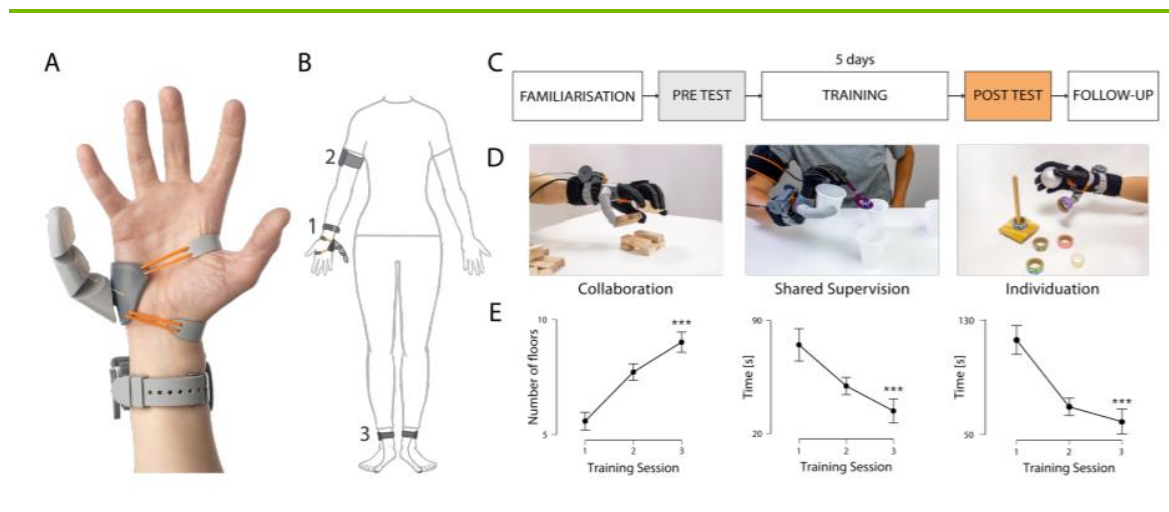 A
B
2
1
3
C
5 days
FAMILIARISATION
PRE TEST
TRAINING
POST TEST
FOLLOW-UP
D
Collaboration
Shared Supervision
Individuation
E
Number of floors
10
5
***
1 2 3
Training Session
Time [s]
90
20
***
1 2 3
Training Session
Time [s]
130
50
***
1 2 3
Training Session